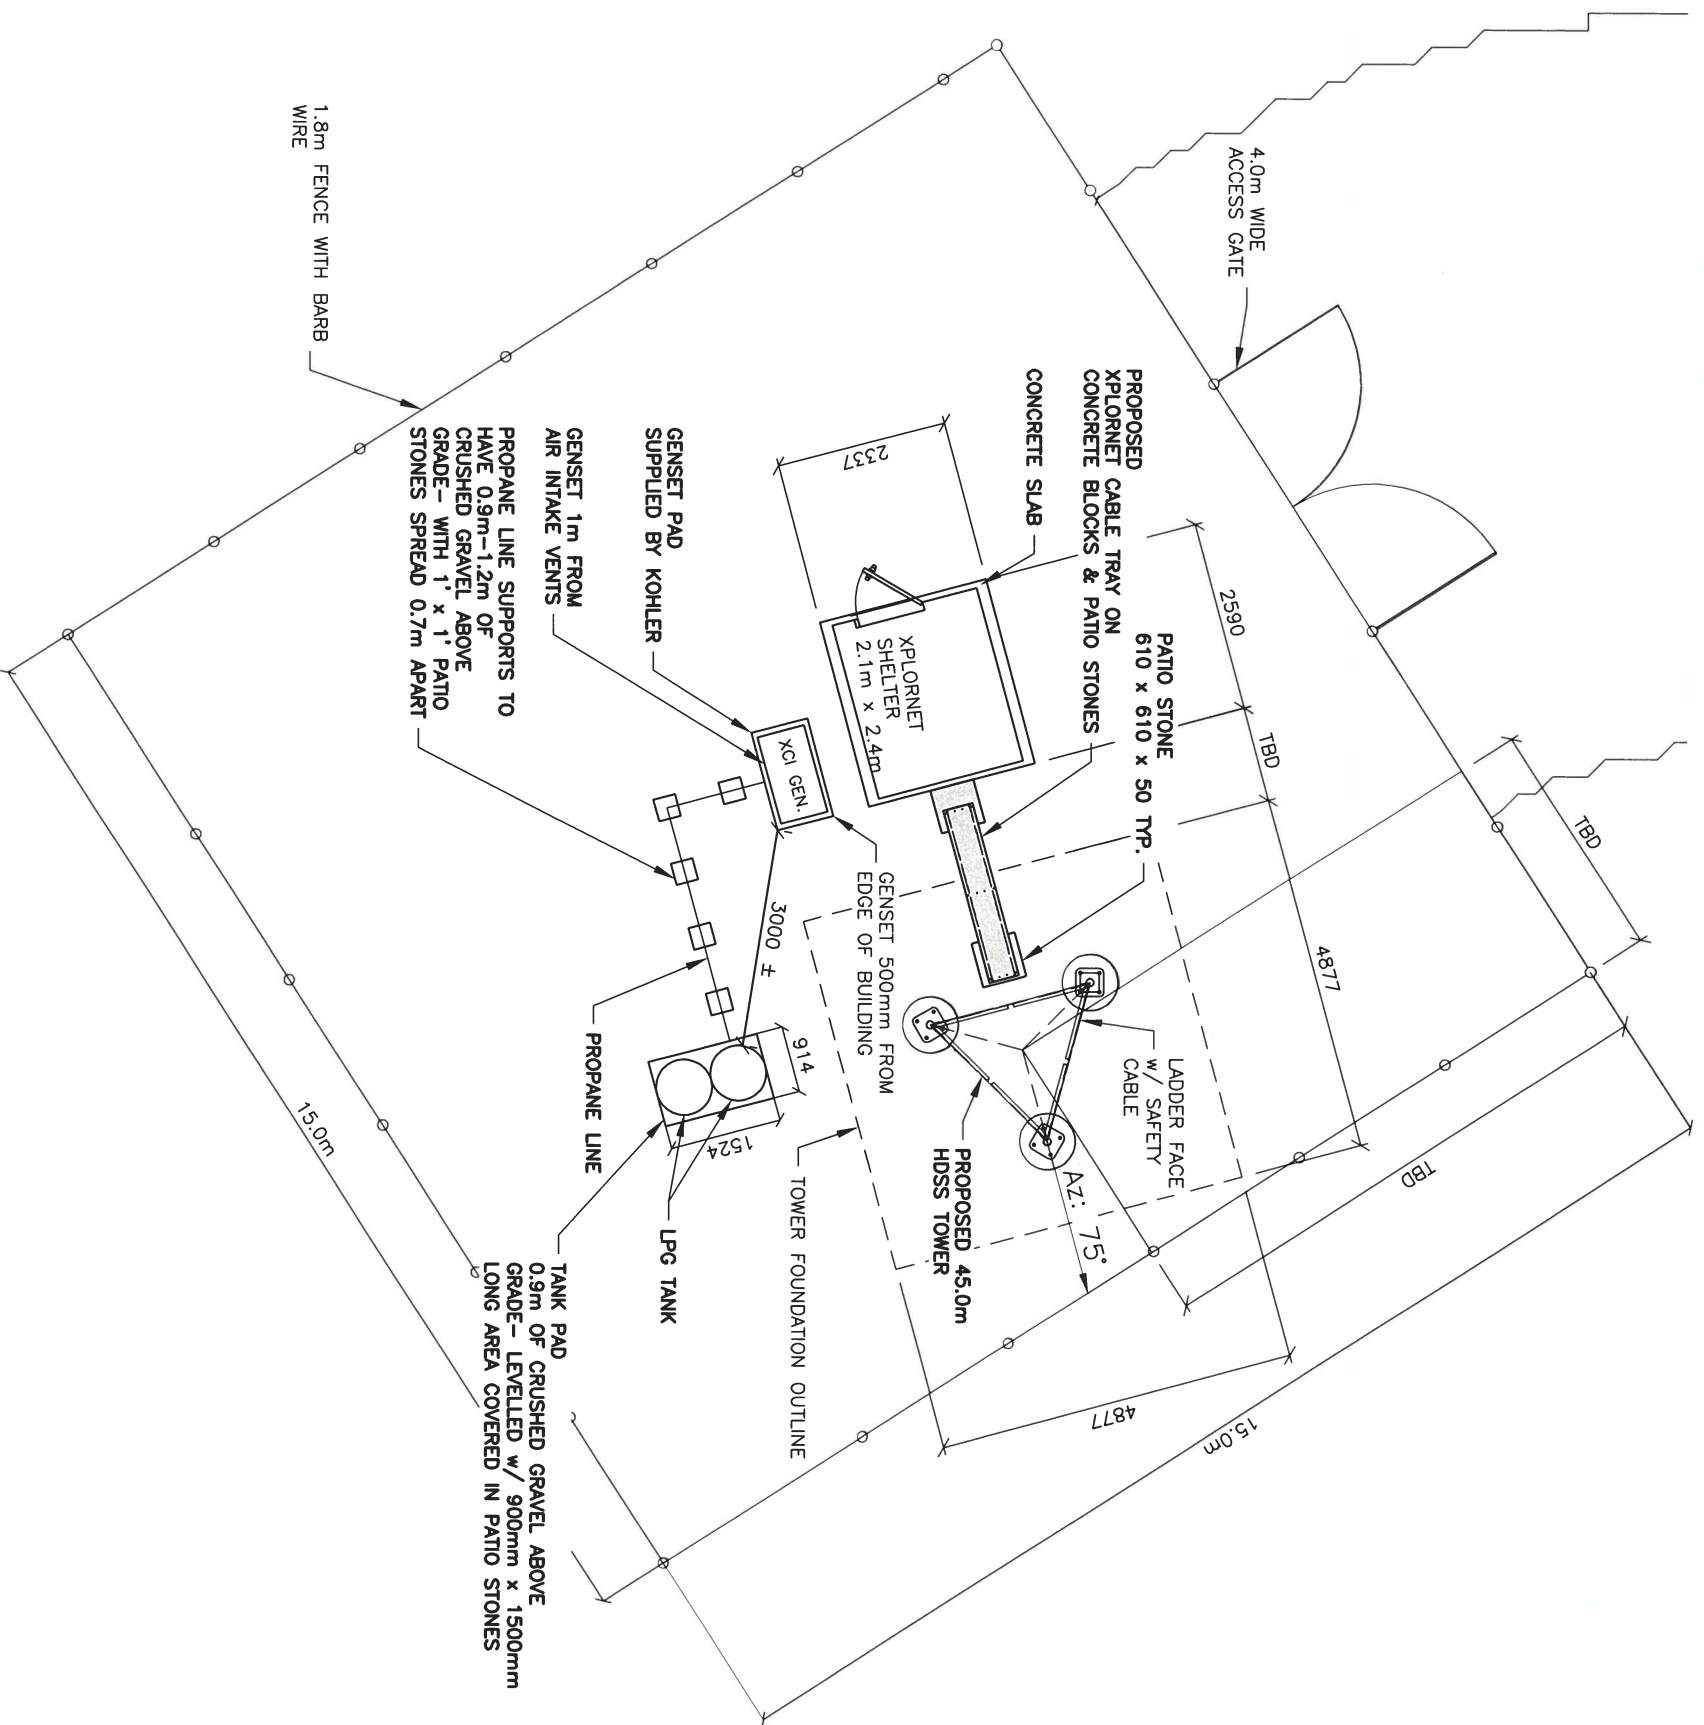 4.0m WIDE
ACCESS GATE
1.8m FENCE WITH BARB
WIRE
PROPOSED
XPLORNET CABLE TRAY ON
CONCRETE BLOCKS & PATIO STONES
CONCRETE SLAB
PATIO STONE
610 x 610 x 50 TYP.
2337
2590
TBD
4877
TBD
XPLORNET
SHELTER
2.1m x 2.4m
GENSET PAD
SUPPLIED BY KOHLER
GENSET 1m FROM
AIR INTAKE VENTS
PROPANE LINE SUPPORTS TO
HAVE 0.9m-1.2m OF
CRUSHED GRAVEL ABOVE
GRADE- WITH 1' x 1' PATIO
STONES SPREAD 0.7m APART
XCI GEN.
GENSET 500mm FROM
EDGE OF BUILDING
3000 ±
914
1524
PROPANE LINE
LADDER FACE
w/ SAFETY
CABLE
PROPOSED 45.0m
HDSS TOWER
Az: 75°
TBD
TOWER FOUNDATION OUTLINE
LPG TANK
TANK PAD
0.9m OF CRUSHED GRAVEL ABOVE
GRADE- LEVELLED w/ 900mm x 1500mm
LONG AREA COVERED IN PATIO STONES
4877
15.0m
15.0m